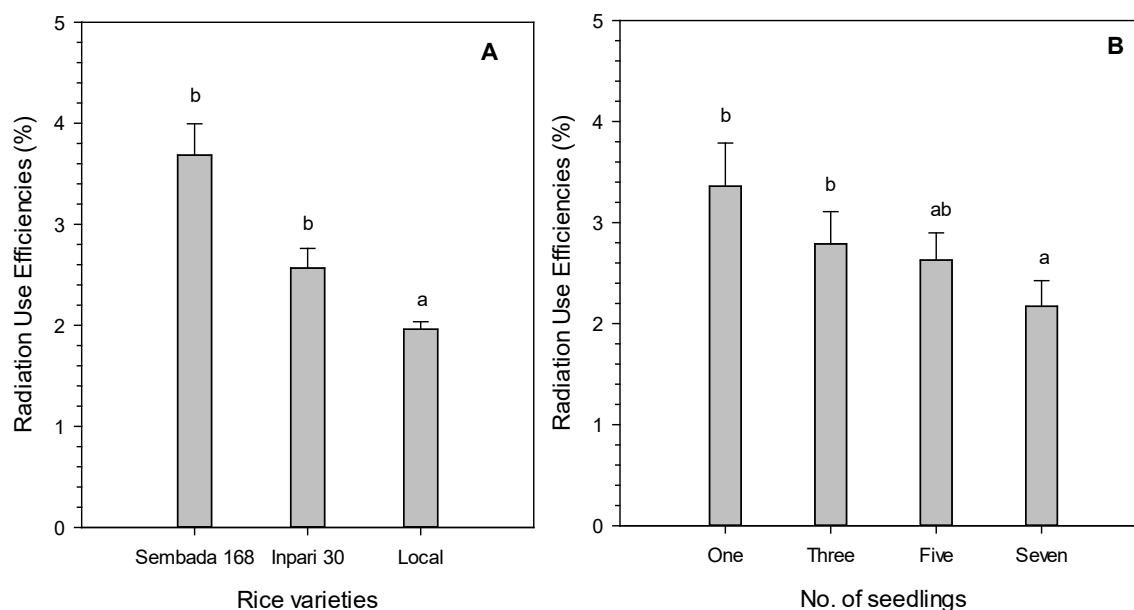 A
Radiation Use Efficiencies (%)
5
4
3
2
1
0
b
b
a
Sembada 168 Inpari 30 Local
Rice varieties
B
Radiation Use Efficiencies (%)
5
4
3
2
1
0
b
b
ab
a
One Three Five Seven
No. of seedlings